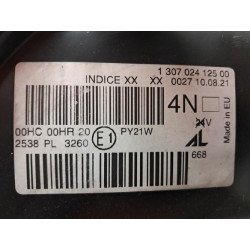 1 307 024 125 00
INDICE XX XX 0027 10.08.21
4N
24V
00HC 00HR 20 E1 PY21W
2538 PL 3260
AL
668
Made in EU